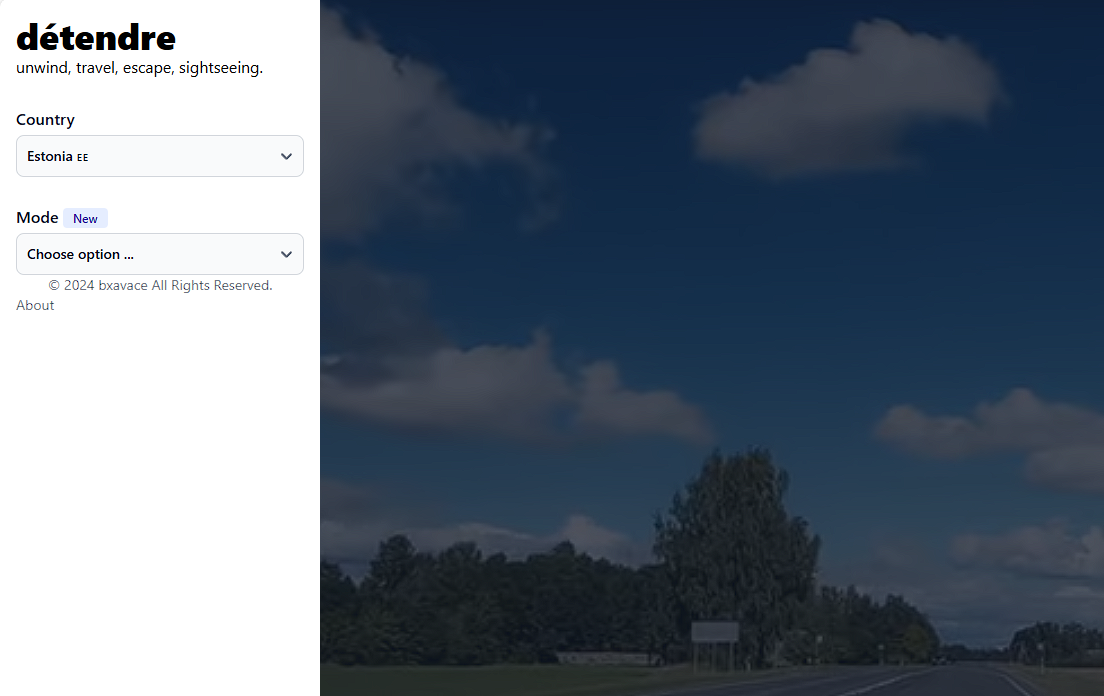 détendre
unwind, travel, escape, sightseeing.
Country
Estonia EE
Mode New
Choose option ...
© 2024 bxavace All Rights Reserved.
About